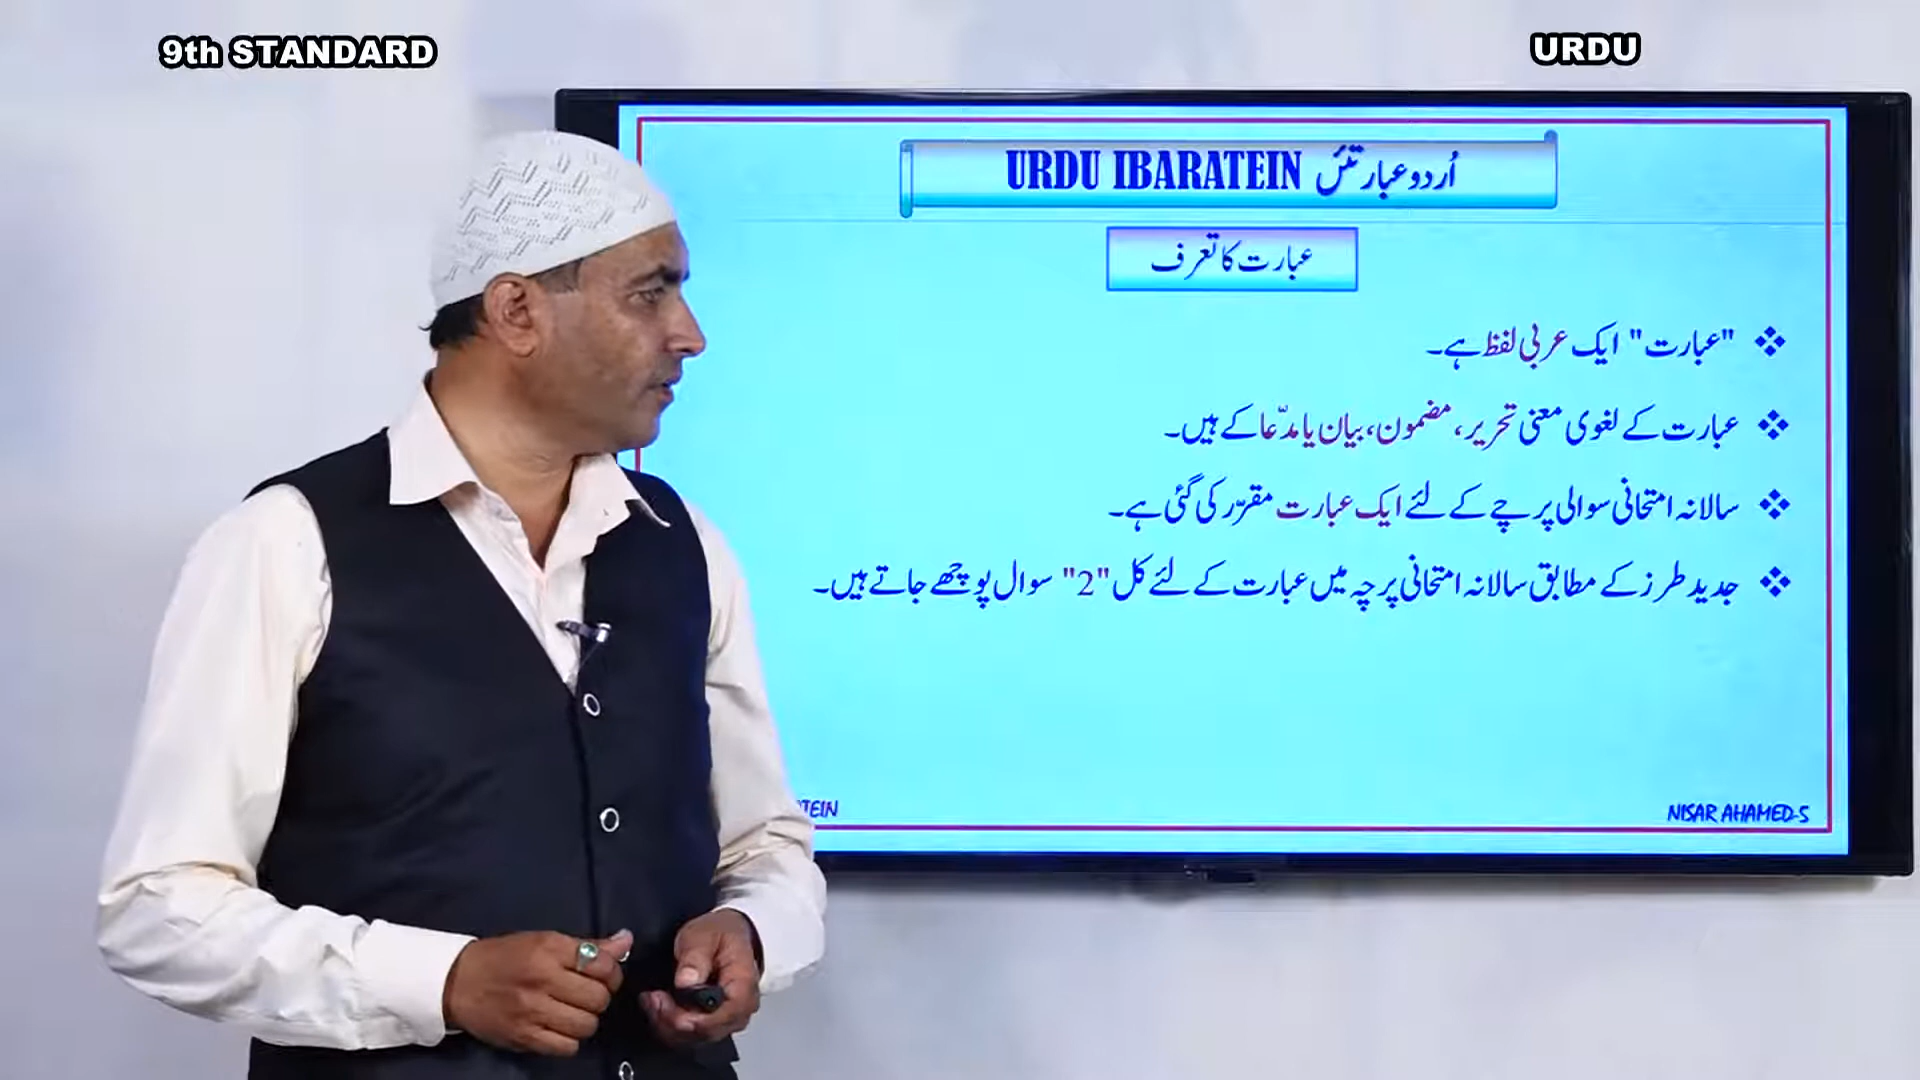 9th STANDARD
URDU
URDU IBARATEIN اُردو عبارتیں
عبارت کا تعرف
"عبارت" ایک عربی لفظ ہے۔
عبارت کے لغوی معنی تحریر، مضمون، بیان یا مدّعا کے ہیں۔
سالانہ امتحانی سوالی پرچے کے لئے ایک عبارت مقرّر کی گئی ہے۔
جدید طرز کے مطابق سالانہ امتحانی پرچہ میں عبارت کے لئے کل "2" سوال پوچھے جاتے ہیں۔
TEIN
NISAR AHAMED-S